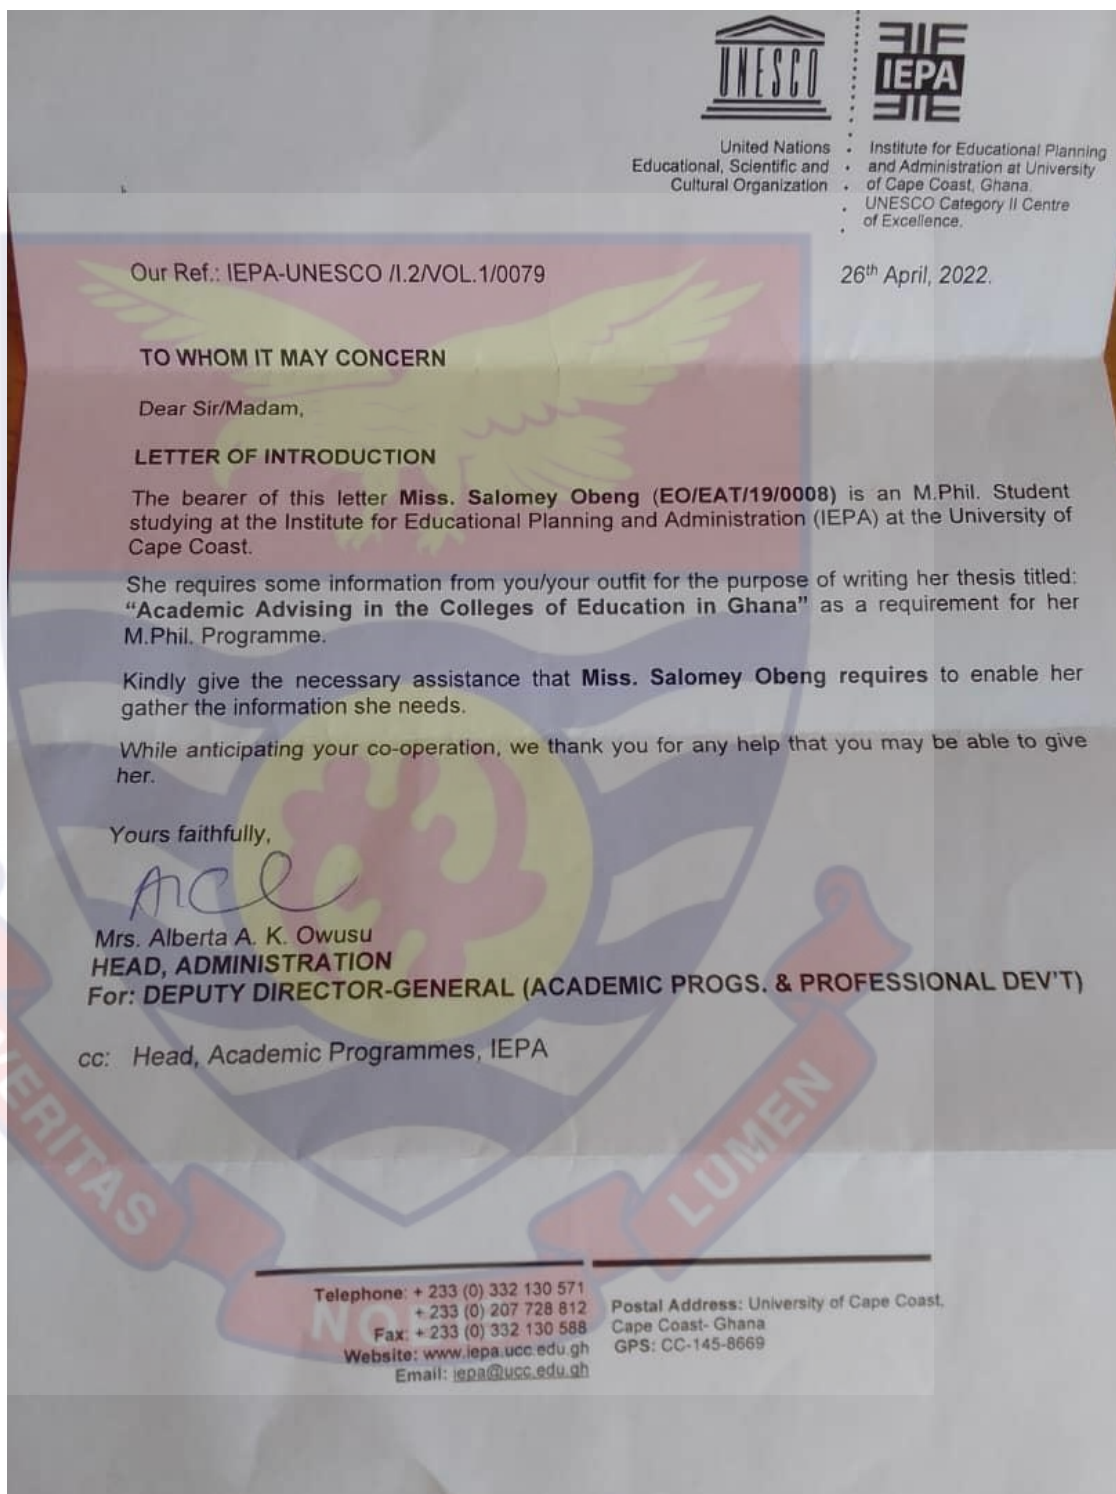 UNESCO
IEPA
United Nations
Educational, Scientific and
Cultural Organization
Institute for Educational Planning
and Administration at University
of Cape Coast, Ghana.
UNESCO Category II Centre
of Excellence.
Our Ref.: IEPA-UNESCO /I.2/VOL.1/0079
26th April, 2022.
TO WHOM IT MAY CONCERN
Dear Sir/Madam,
LETTER OF INTRODUCTION
The bearer of this letter Miss. Salomey Obeng (EO/EAT/19/0008) is an M.Phil. Student
studying at the Institute for Educational Planning and Administration (IEPA) at the University of
Cape Coast.
She requires some information from you/your outfit for the purpose of writing her thesis titled:
“Academic Advising in the Colleges of Education in Ghana” as a requirement for her
M.Phil. Programme.
Kindly give the necessary assistance that Miss. Salomey Obeng requires to enable her
gather the information she needs.
While anticipating your co-operation, we thank you for any help that you may be able to give
her.
Yours faithfully,
Mrs. Alberta A. K. Owusu
HEAD, ADMINISTRATION
For: DEPUTY DIRECTOR-GENERAL (ACADEMIC PROGS. & PROFESSIONAL DEV'T)
cc: Head, Academic Programmes, IEPA
VERITAS
LUMEN
Telephone: + 233 (0) 332 130 571
+ 233 (0) 207 728 812
Fax: + 233 (0) 332 130 588
Website: www.iepa.ucc.edu.gh
Email: iepa@ucc.edu.gh
Postal Address: University of Cape Coast,
Cape Coast- Ghana
GPS: CC-145-8669